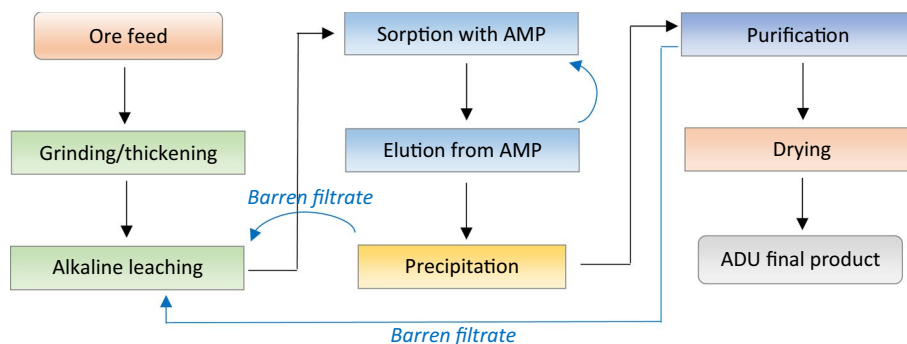 Ore feed
Grinding/thickening
Alkaline leaching
Sorption with AMP
Elution from AMP
Barren filtrate
Precipitation
Barren filtrate
Purification
Drying
ADU final product